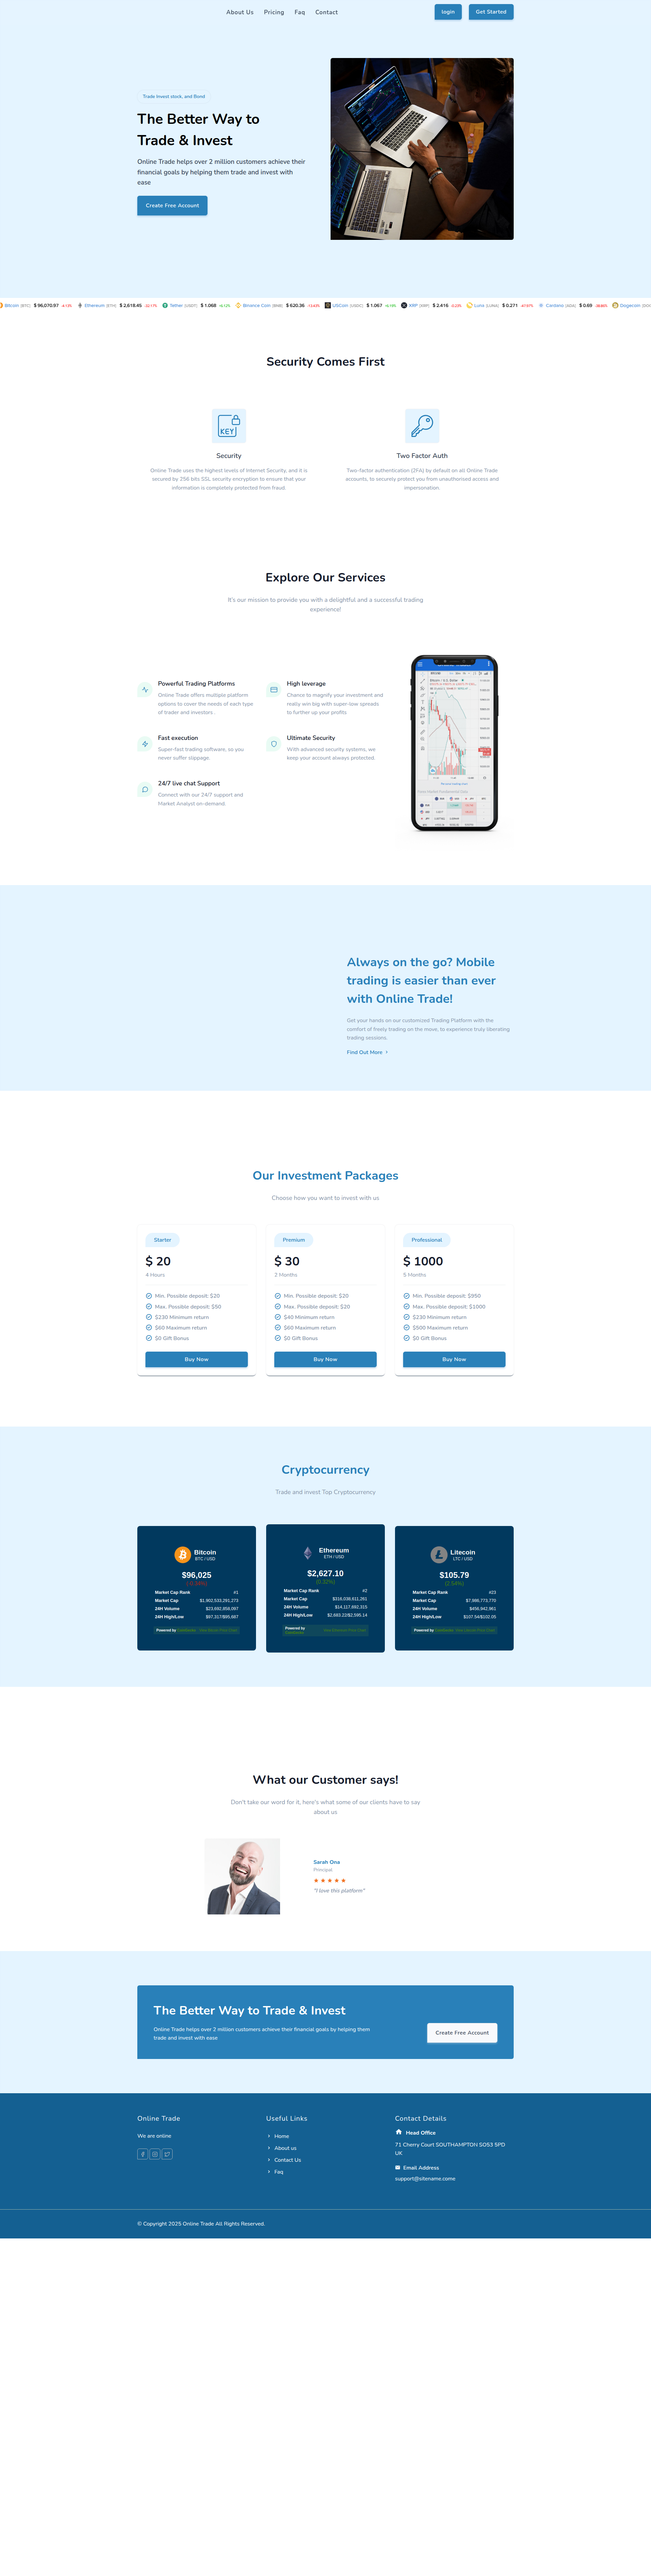 About Us Pricing Faq Contact login Get Started
Trade Invest stock, and Bond
The Better Way to
Trade & Invest
Online Trade helps over 2 million customers achieve their
financial goals by helping them trade and invest with
ease
Create Free Account
Bitcoin (BTC) $ 96,070.97 Ethereum (ETH) $ 2,618.45 Tether (USDT) $ 1.068 Binance Coin (BNB) $ 620.36 USCoin (USDC) $ 1.067 XRP (XRP) $ 2.416 Luna (LUNA) $ 0.271 Cardano (ADA) $ 0.69 Dogecoin
Security Comes First
KEY
Security
Online Trade uses the highest levels of Internet Security, and it is
secured by 256 bits SSL security encryption to ensure that your
information is completely protected from fraud.
Two Factor Auth
Two-factor authentication (2FA) by default on all Online Trade
accounts, to securely protect you from unauthorised access and
impersonation.
Explore Our Services
It's our mission to provide you with a delightful and a successful trading
experience!
Powerful Trading Platforms
Online Trade offers multiple platform
options to cover the needs of each type
of trader and investors .
High leverage
Chance to magnify your investment and
really win big with super-low spreads
to further up your profits
Fast execution
Super-fast trading software, so you
never suffer slippage.
Ultimate Security
With advanced security systems, we
keep your account always protected.
24/7 live chat Support
Connect with our 24/7 support and
Market Analyst on-demand.
Always on the go? Mobile
trading is easier than ever
with Online Trade!
Get your hands on our customized Trading Platform with the
comfort of freely trading on the move, to experience truly liberating
trading sessions.
Find Out More
Our Investment Packages
Choose how you want to invest with us
Starter
$ 20
4 Hours
Min. Possible deposit: $20
Max. Possible deposit: $50
$230 Minimum return
$60 Maximum return
$0 Gift Bonus
Buy Now
Premium
$ 30
2 Months
Min. Possible deposit: $20
Max. Possible deposit: $20
$40 Minimum return
$60 Maximum return
$0 Gift Bonus
Buy Now
Professional
$ 1000
5 Months
Min. Possible deposit: $950
Max. Possible deposit: $1000
$230 Minimum return
$500 Maximum return
$0 Gift Bonus
Buy Now
Cryptocurrency
Trade and invest Top Cryptocurrency
Bitcoin
BTC / USD
$96,025
Market Cap Rank #1
Market Cap $1,902,533,291,273
24H Volume $23,692,856,097
24H High/Low $97,317/$95,687
Powered by
Ethereum
ETH / USD
$2,627.10
(0.33%)
Market Cap Rank #2
Market Cap $316,036,611,261
24H Volume $14,117,692,315
24H High/Low $2,683.22/$2,595.14
Powered by
Litecoin
LTC / USD
$105.79
(2.54%)
Market Cap Rank #23
Market Cap $7,986,773,770
24H Volume $456,942,961
24H High/Low $107.54/$102.05
Powered by
What our Customer says!
Don't take our word for it, here's what some of our clients have to say
about us
Sarah One
Principal
"I love this platform"
The Better Way to Trade & Invest
Online Trade helps over 2 million customers achieve their financial goals by helping them
trade and invest with ease
Create Free Account
Online Trade
We are online
Useful Links
Home
About us
Contact Us
Faq
Contact Details
Head Office
71 Cherry Court SOUTHAMPTON SO53 5PD
UK
Email Address
support@sitename.come
© Copyright 2025 Online Trade All Rights Reserved.